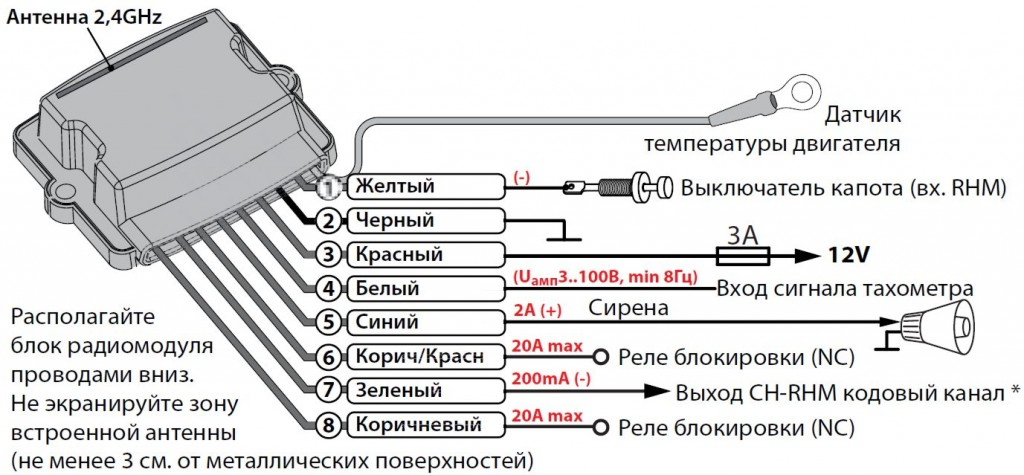 Антенна 2,4GHz
Датчик
температуры двигателя
1 Желтый (-) Выключатель капота (вх. RHM)
2 Черный
3 Красный 3А 12V
4 Белый (Uамп3..100В, min 8Гц) Вход сигнала тахометра
5 Синий 2А (+) Сирена
6 Корич/Красн 20А max Реле блокировки (NC)
7 Зеленый 200mA (-) Выход CH-RHM кодовый канал *
8 Коричневый 20А max Реле блокировки (NC)
Располагайте
блок радиомодуля
проводами вниз.
Не экранируйте зону
встроенной антенны
(не менее 3 см. от металлических поверхностей)